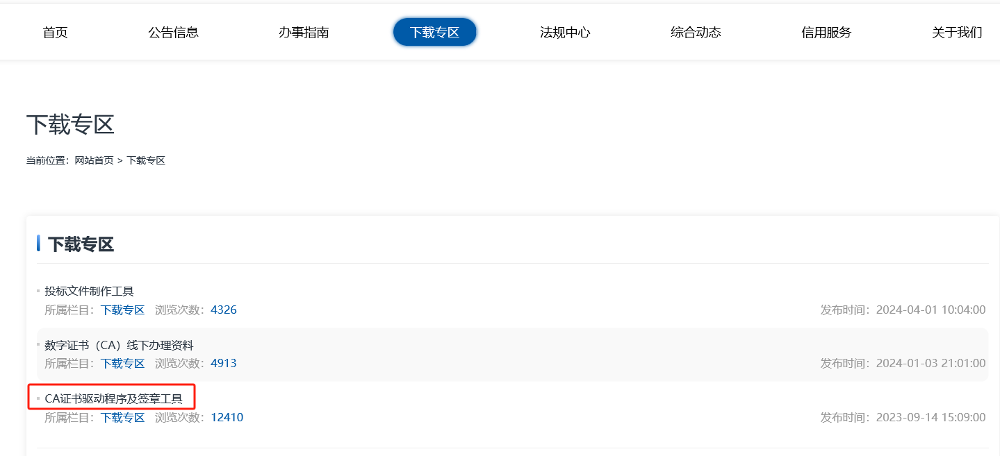 首页 公告信息 办事指南 下载专区 法规中心 综合动态 信用服务 关于我们
下载专区
当前位置：网站首页 > 下载专区
下载专区
投标文件制作工具
所属栏目：下载专区 浏览次数：4326 发布时间：2024-04-01 10:04:00
数字证书（CA）线下办理资料
所属栏目：下载专区 浏览次数：4913 发布时间：2024-01-03 21:01:00
CA证书驱动程序及签章工具
所属栏目：下载专区 浏览次数：12410 发布时间：2023-09-14 15:09:00